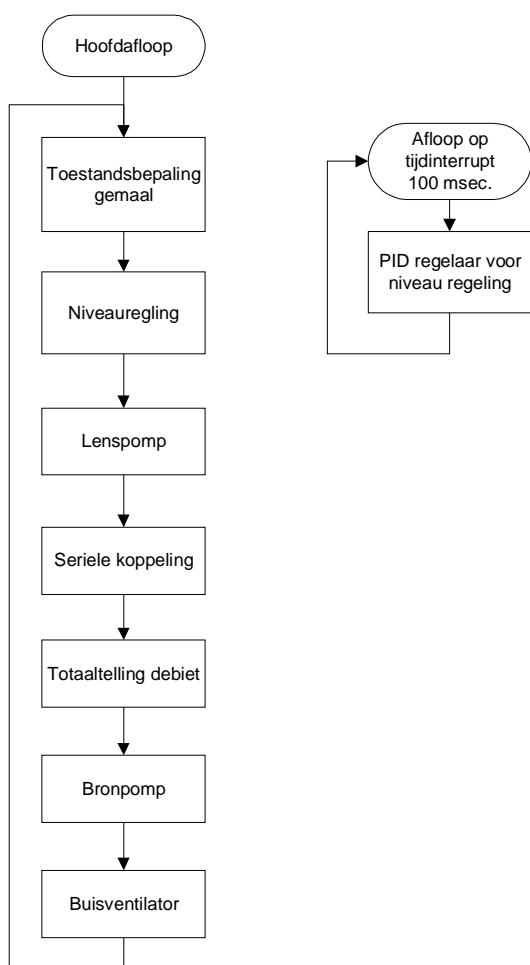 Hoofdafloop
Toestandsbepaling
gemaal
Niveauregling
Lenspomp
Seriele koppeling
Totaaltelling debiet
Bronpomp
Buisventilator
Afloop op
tijdinterrupt
100 msec.
PID regelaar voor
niveau regeling